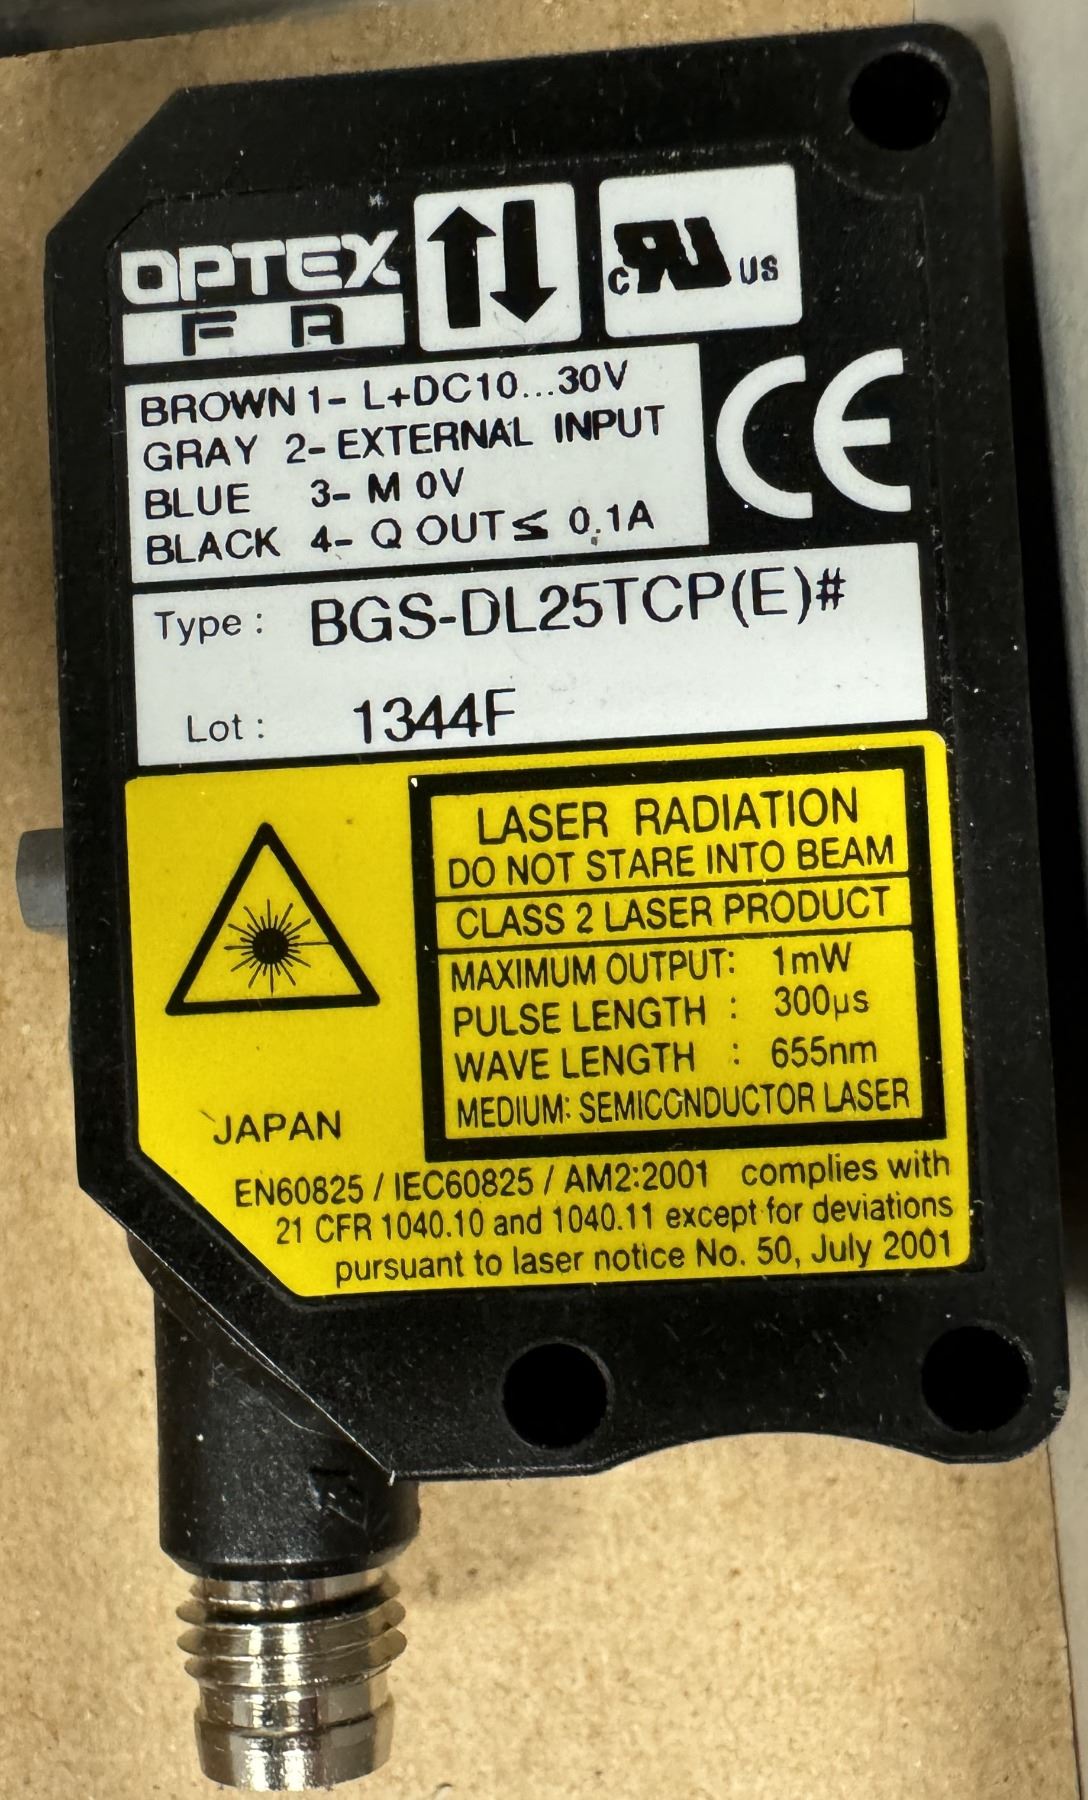 OPTEX
FA
c RU US
BROWN 1- L+DC10...30V
GRAY 2- EXTERNAL INPUT
BLUE 3- M 0V
BLACK 4- Q OUT ≤ 0.1A
CE
Type : BGS-DL25TCP(E)#
Lot : 1344F
LASER RADIATION
DO NOT STARE INTO BEAM
CLASS 2 LASER PRODUCT
MAXIMUM OUTPUT: 1mW
PULSE LENGTH : 300µs
WAVE LENGTH : 655nm
MEDIUM: SEMICONDUCTOR LASER
JAPAN
EN60825 / IEC60825 / AM2:2001 complies with
21 CFR 1040.10 and 1040.11 except for deviations
pursuant to laser notice No. 50, July 2001